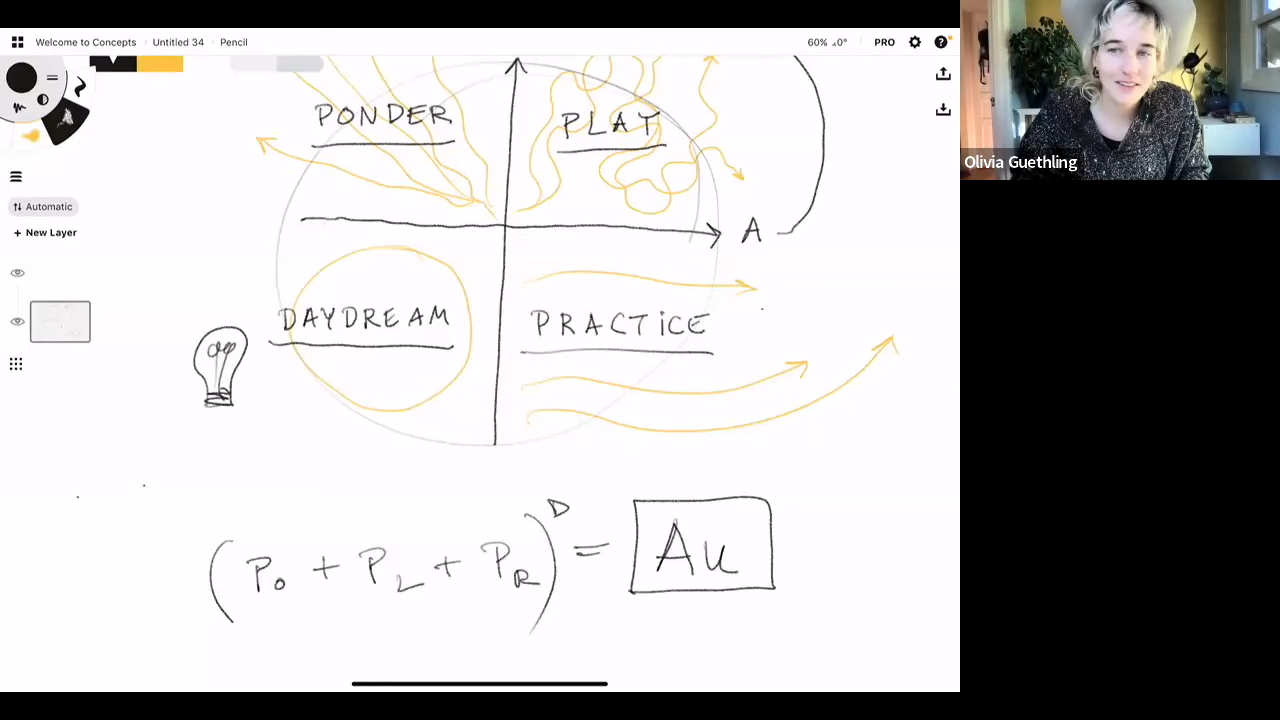 Welcome to Concepts Untitled 34 Pencil 60% 0° PRO
PONDER
PLAY
Automatic
+ New Layer
A
DAYDREAM
PRACTiCE
(Po + PL + PR)^D = Au
Olivia Guethling